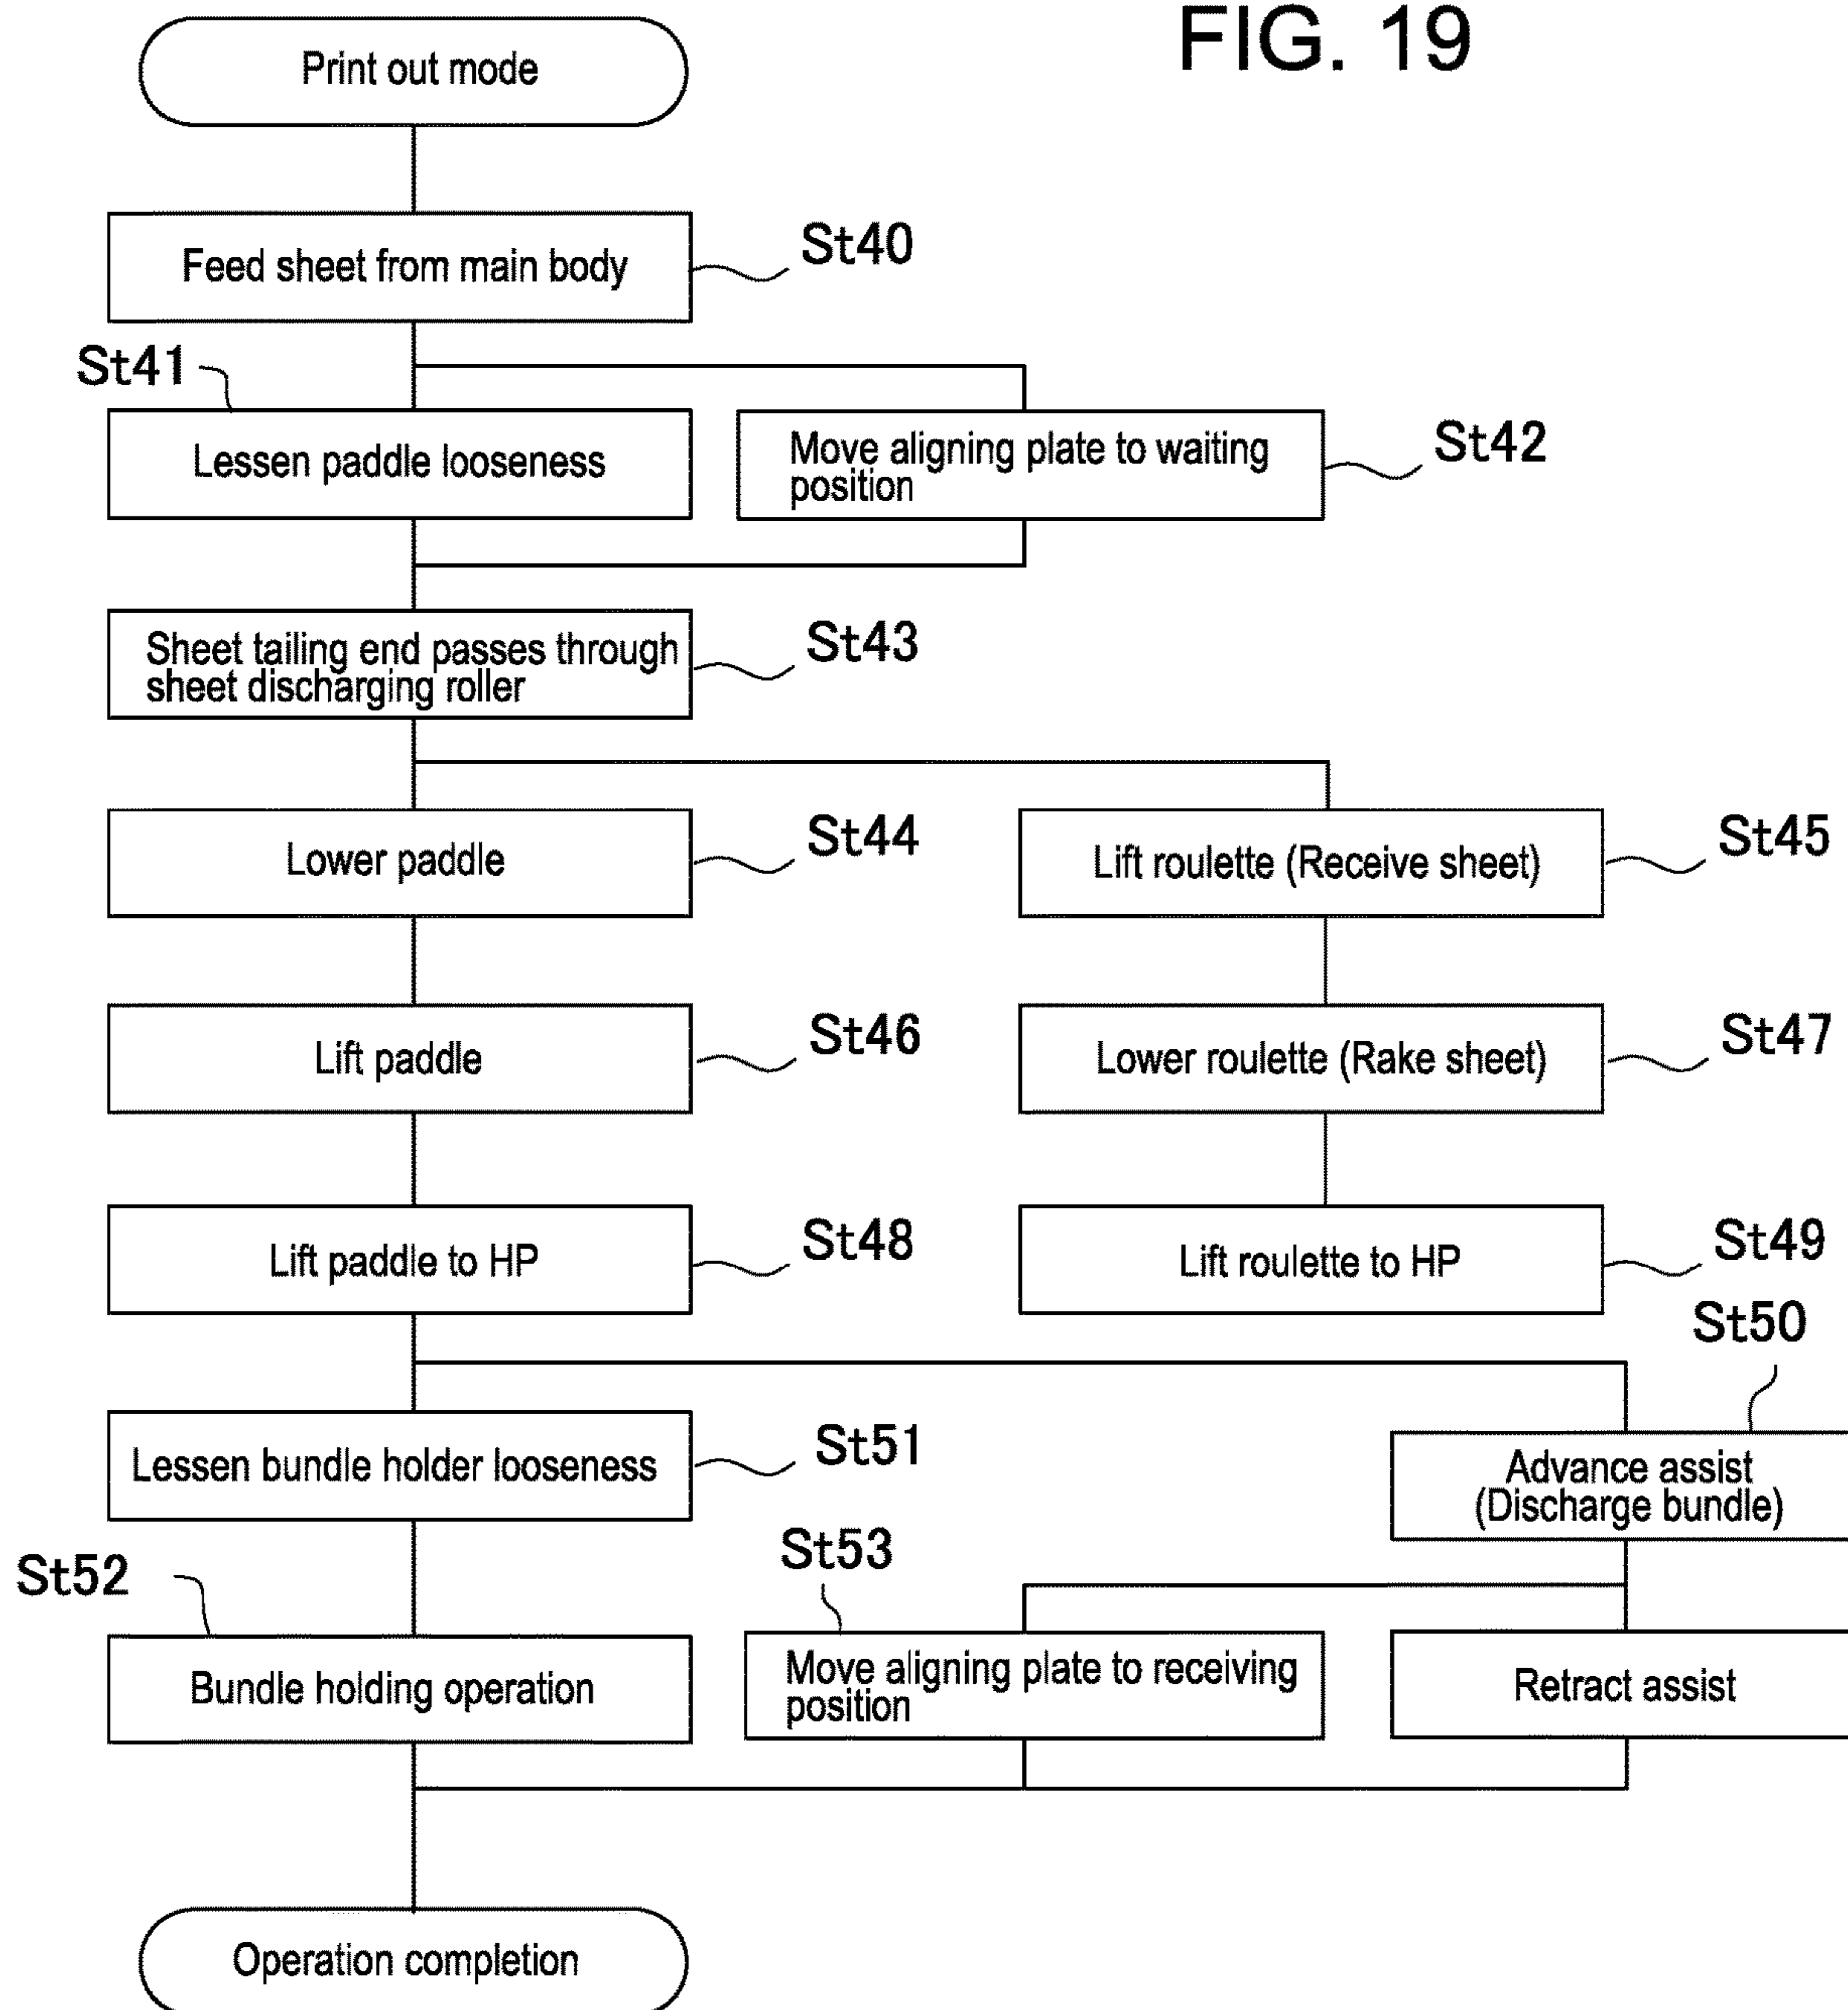 FIG. 19
Print out mode
Feed sheet from main body
St40
St41
Lessen paddle looseness
Move aligning plate to waiting
position
St42
Sheet tailing end passes through
sheet discharging roller
St43
Lower paddle
St44
Lift roulette (Receive sheet)
St45
Lift paddle
St46
Lower roulette (Rake sheet)
St47
Lift paddle to HP
St48
Lift roulette to HP
St49
St50
Lessen bundle holder looseness
St51
Advance assist
(Discharge bundle)
St52
St53
Bundle holding operation
Move aligning plate to receiving
position
Retract assist
Operation completion